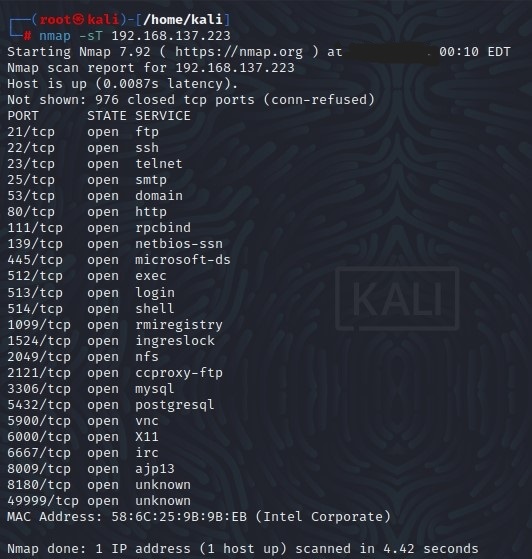 ┌──(root㉿kali)-[/home/kali]
└─# nmap -sT 192.168.137.223
Starting Nmap 7.92 ( https://nmap.org ) at 00:10 EDT
Nmap scan report for 192.168.137.223
Host is up (0.0087s latency).
Not shown: 976 closed tcp ports (conn-refused)
PORT      STATE SERVICE
21/tcp    open  ftp
22/tcp    open  ssh
23/tcp    open  telnet
25/tcp    open  smtp
53/tcp    open  domain
80/tcp    open  http
111/tcp   open  rpcbind
139/tcp   open  netbios-ssn
445/tcp   open  microsoft-ds
512/tcp   open  exec
513/tcp   open  login
514/tcp   open  shell
1099/tcp  open  rmiregistry
1524/tcp  open  ingreslock
2049/tcp  open  nfs
2121/tcp  open  ccproxy-ftp
3306/tcp  open  mysql
5432/tcp  open  postgresql
5900/tcp  open  vnc
6000/tcp  open  X11
6667/tcp  open  irc
8009/tcp  open  ajp13
8180/tcp  open  unknown
49999/tcp open  unknown
MAC Address: 58:6C:25:9B:9B:EB (Intel Corporate)
Nmap done: 1 IP address (1 host up) scanned in 4.42 seconds
KALI